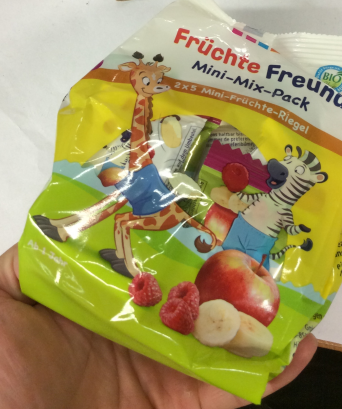 Früchte Freund
Mini-Mix-Pack
BIO
2x5 Mini-Früchte-Riegel